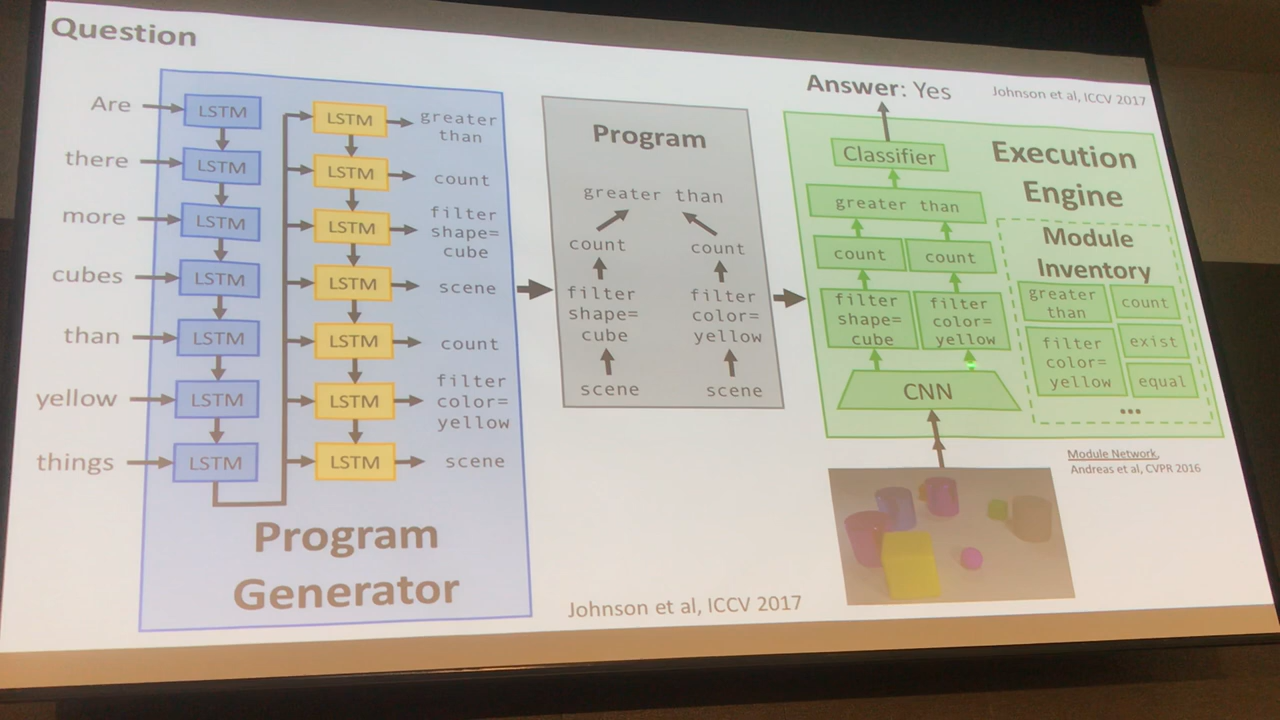 Question
Are
there
more
cubes
than
yellow
things
LSTM
LSTM
LSTM
LSTM
LSTM
LSTM
LSTM
LSTM
LSTM
LSTM
LSTM
LSTM
LSTM
LSTM
greater
than
count
filter
shape=
cube
scene
count
filter
color=
yellow
scene
Program
Generator
Program
greater than
count
filter
shape=
cube
scene
count
filter
color=
yellow
scene
Johnson et al, ICCV 2017
Answer: Yes
Johnson et al, ICCV 2017
Execution
Engine
Classifier
greater than
count
count
filter
shape=
cube
filter
color=
yellow
CNN
Module
Inventory
greater
than
count
filter
color=
yellow
exist
equal
...
Module Network,
Andreas et al, CVPR 2016